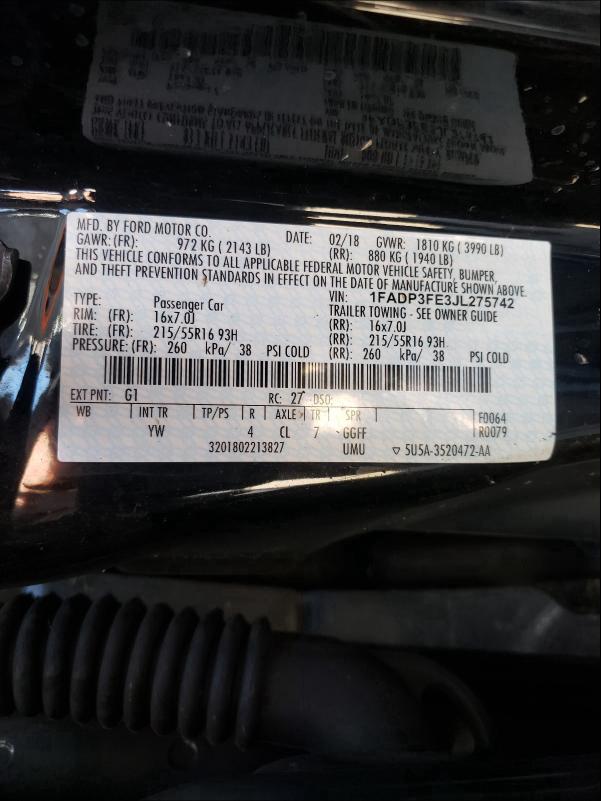 MFD. BY FORD MOTOR CO. DATE: 02/18 GVWR: 1810 KG ( 3990 LB)
GAWR: (FR): 972 KG ( 2143 LB) (RR): 880 KG ( 1940 LB)
THIS VEHICLE CONFORMS TO ALL APPLICABLE FEDERAL MOTOR VEHICLE SAFETY, BUMPER,
AND THEFT PREVENTION STANDARDS IN EFFECT ON THE DATE OF MANUFACTURE SHOWN ABOVE.
VIN: 1FADP3FE3JL275742
TYPE: Passenger Car TRAILER TOWING - SEE OWNER GUIDE
RIM: (FR): 16x7.0J (RR): 16x7.0J
TIRE: (FR): 215/55R16 93H (RR): 215/55R16 93H
PRESSURE: (FR): 260 kPa/ 38 PSI COLD (RR): 260 kPa/ 38 PSI COLD
EXT PNT: G1 RC: 27 DSO:
WB INT TR TP/PS R AXLE TR SPR F0064
YW 4 CL 7 GGFF R0079
3201802213827 UMU ▽ 5U5A-3520472-AA